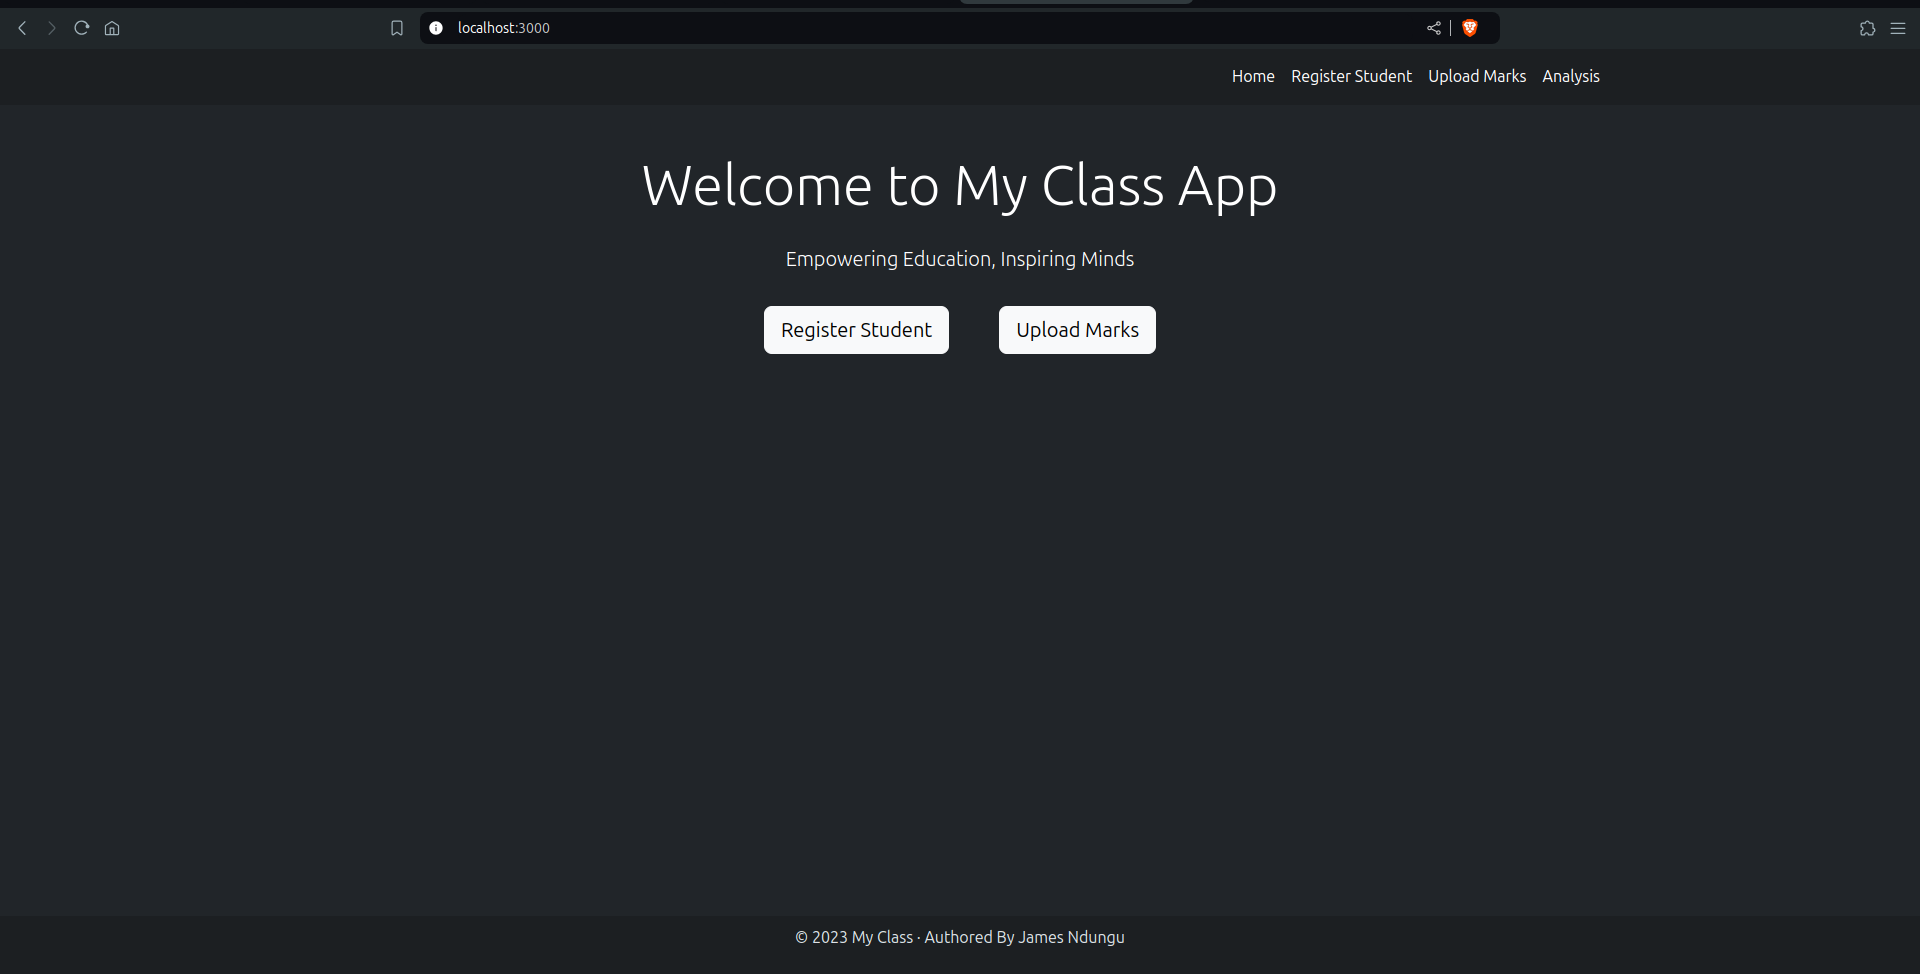 localhost:3000
Home Register Student Upload Marks Analysis
Welcome to My Class App
Empowering Education, Inspiring Minds
Register Student Upload Marks
© 2023 My Class · Authored By James Ndungu